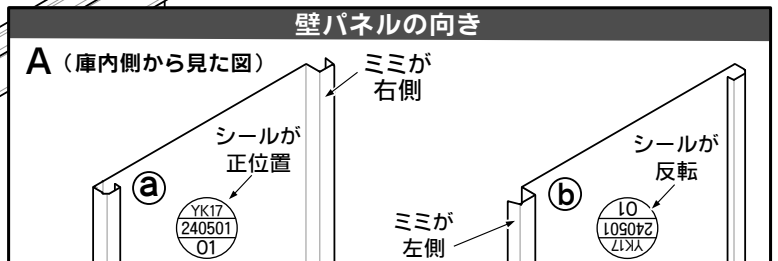 壁パネルの向き
A（庫内側から見た図）
ミミが
右側
シールが
正位置
a
YK17
240501
01
シールが
反転
b
YK17
240501
01
ミミが
左側